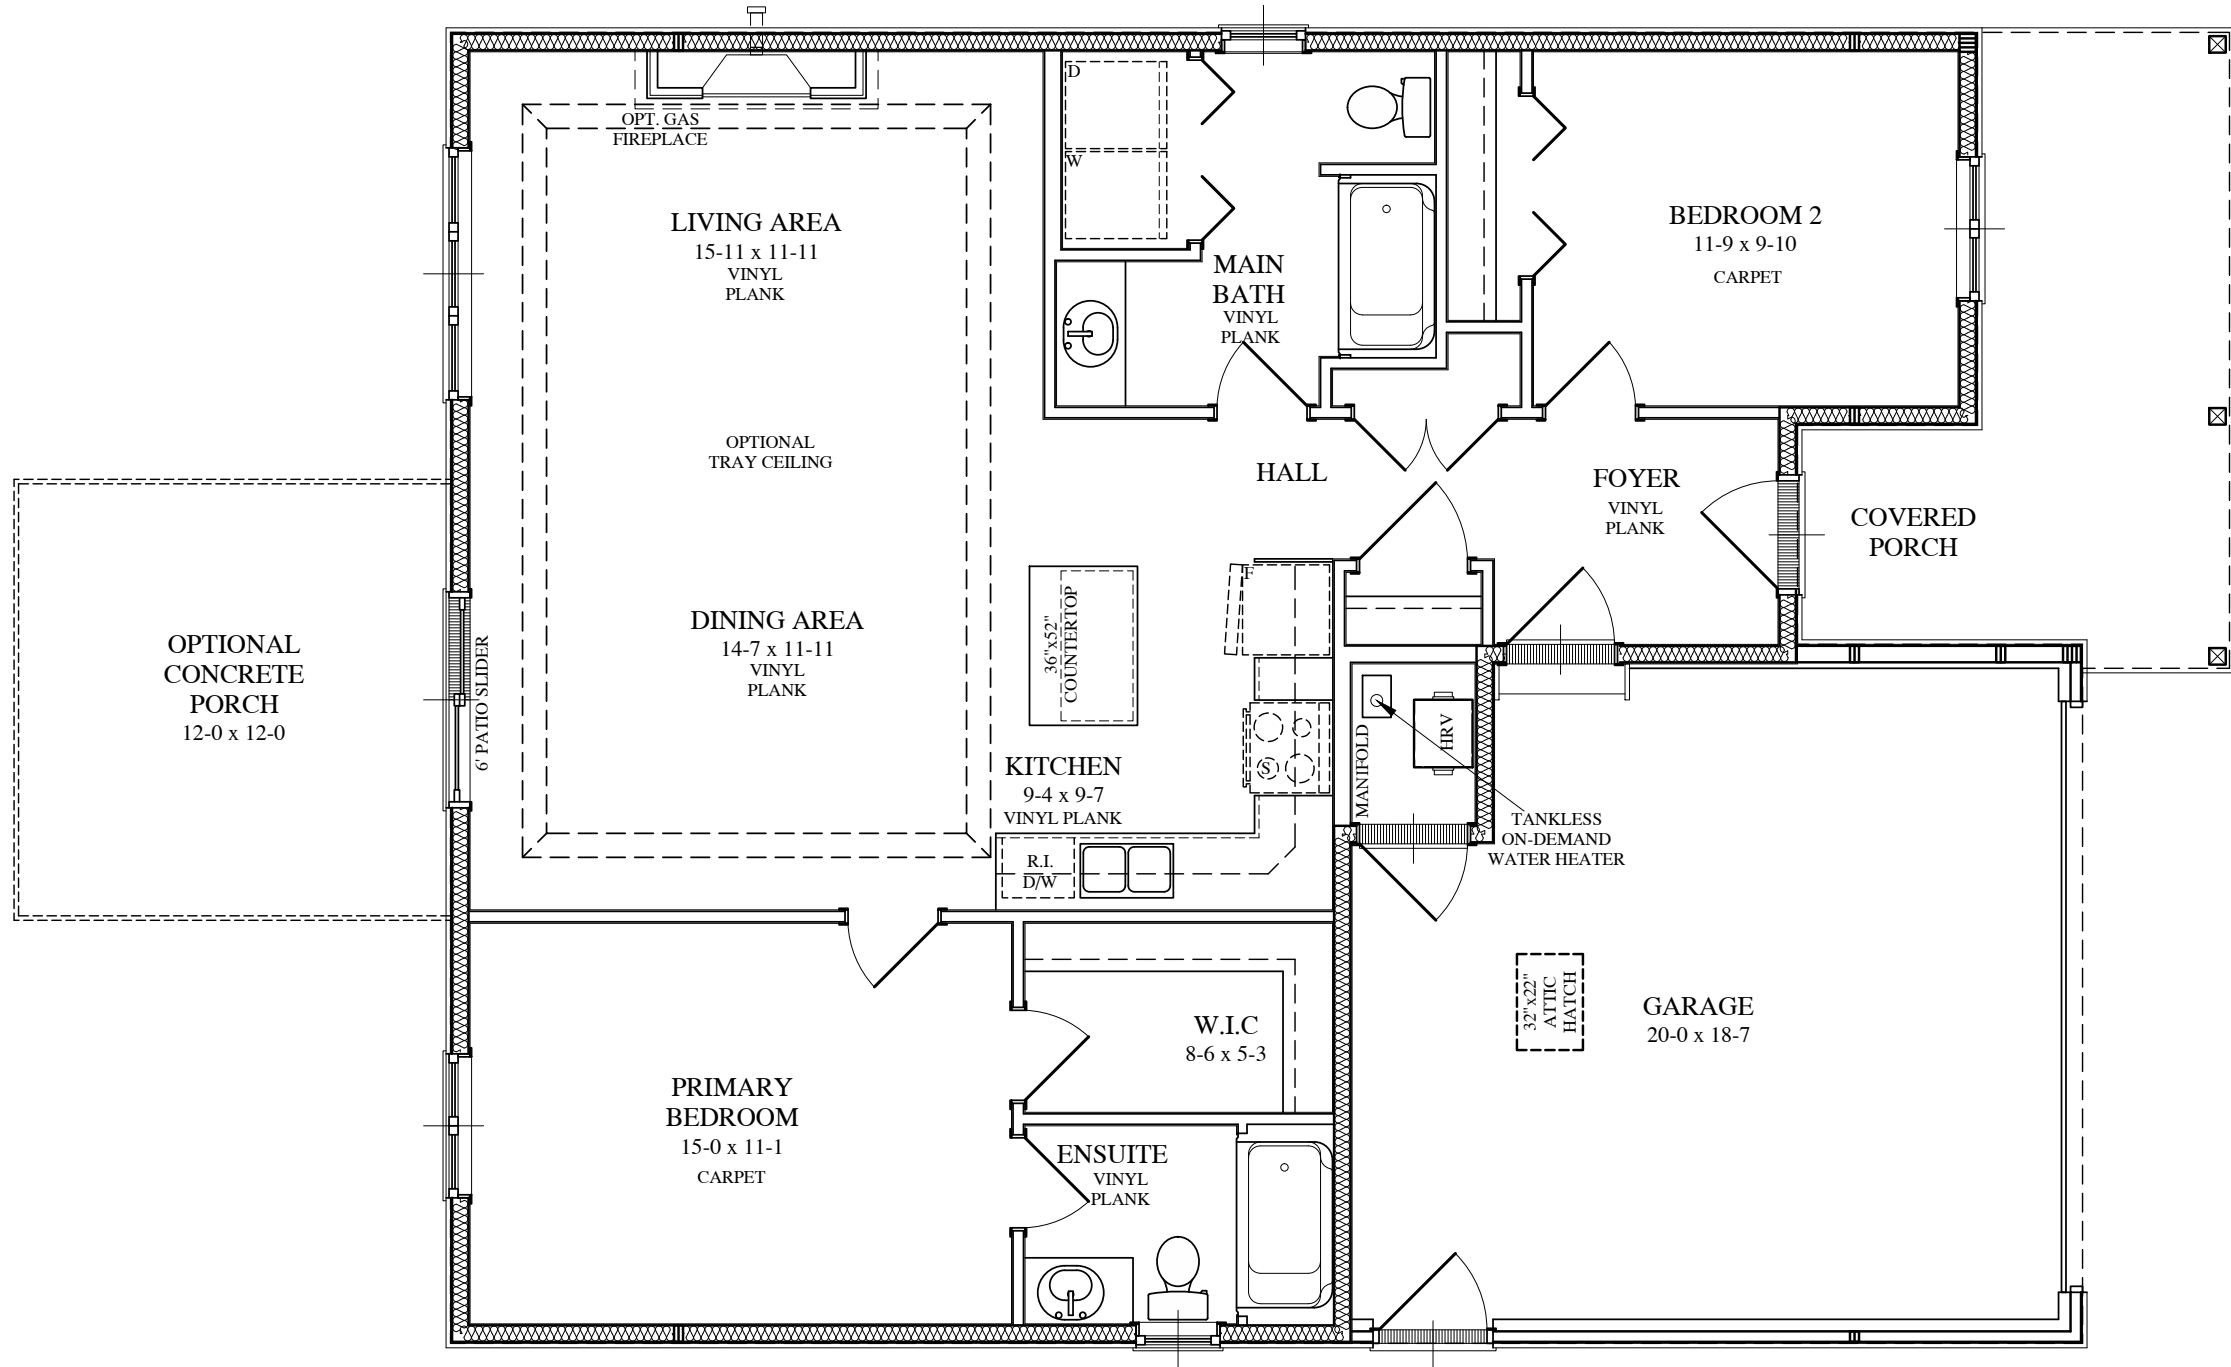 D
W
OPT. GAS
FIREPLACE
LIVING AREA
15-11 x 11-11
VINYL
PLANK
MAIN
BATH
VINYL
PLANK
BEDROOM 2
11-9 x 9-10
CARPET
OPTIONAL
TRAY CEILING
HALL
FOYER
VINYL
PLANK
COVERED
PORCH
OPTIONAL
CONCRETE
PORCH
12-0 x 12-0
6' PATIO SLIDER
DINING AREA
14-7 x 11-11
VINYL
PLANK
36"x52"
COUNTERTOP
F
S
KITCHEN
9-4 x 9-7
VINYL PLANK
R.I.
D/W
MANIFOLD
HRV
TANKLESS
ON-DEMAND
WATER HEATER
W.I.C
8-6 x 5-3
32"x22"
ATTIC
HATCH
GARAGE
20-0 x 18-7
PRIMARY
BEDROOM
15-0 x 11-1
CARPET
ENSUITE
VINYL
PLANK